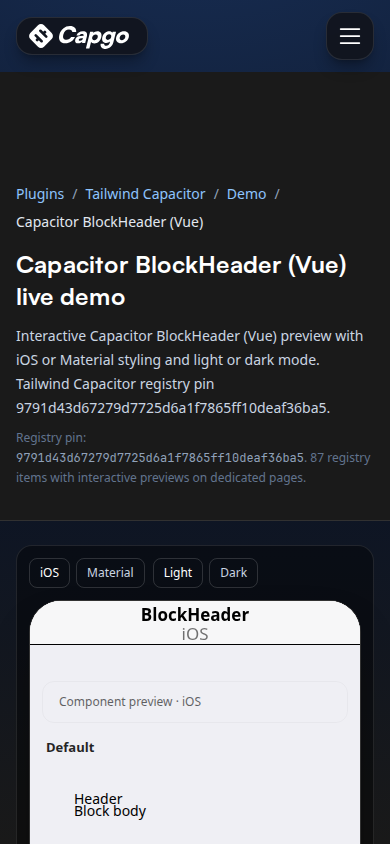 Capgo
Plugins / Tailwind Capacitor / Demo /
Capacitor BlockHeader (Vue)
Capacitor BlockHeader (Vue)
live demo
Interactive Capacitor BlockHeader (Vue) preview with
iOS or Material styling and light or dark mode.
Tailwind Capacitor registry pin
9791d43d67279d7725d6a1f7865ff10deaf36ba5.
Registry pin:
9791d43d67279d7725d6a1f7865ff10deaf36ba5. 87 registry
items with interactive previews on dedicated pages.
iOS Material Light Dark
BlockHeader
iOS
Component preview · iOS
Default
Header
Block body